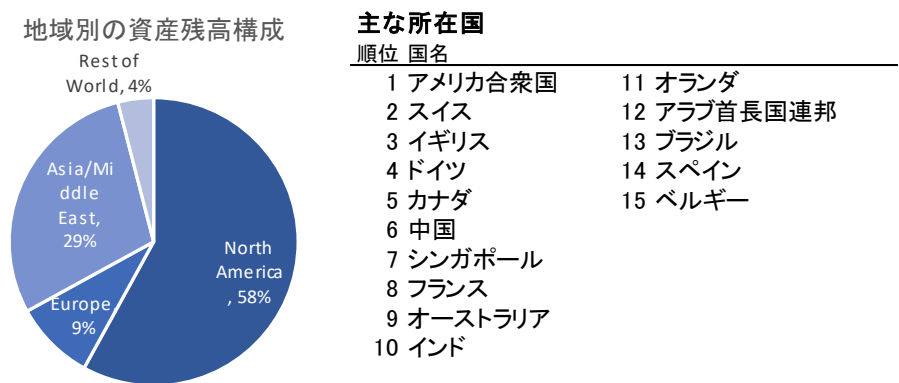 地域別の資産残高構成
Rest of
World, 4%
Asia/Mi
ddle
East,
29%
Europe
9%
North
America
, 58%
主な所在国
順位 国名
1 アメリカ合衆国
2 スイス
3 イギリス
4 ドイツ
5 カナダ
6 中国
7 シンガポール
8 フランス
9 オーストラリア
10 インド
11 オランダ
12 アラブ首長国連邦
13 ブラジル
14 スペイン
15 ベルギー